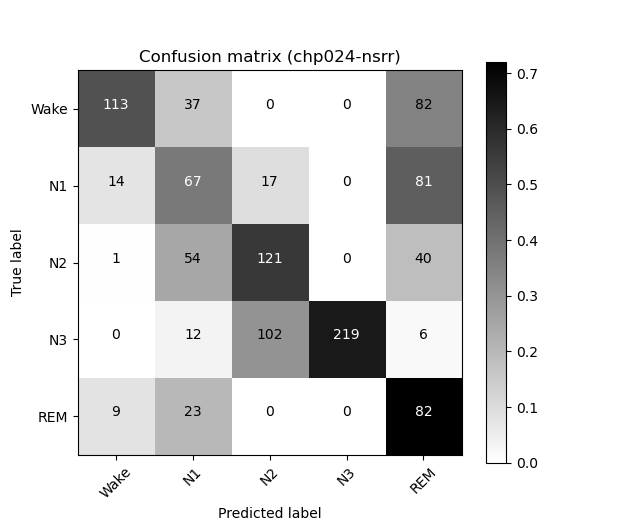 Confusion matrix (chp024-nsrr)
Wake 113 37 0 0 82
N1 14 67 17 0 81
N2 1 54 121 0 40
N3 0 12 102 219 6
REM 9 23 0 0 82
Wake N1 N2 N3 REM
Predicted label
True label
0.7
0.6
0.5
0.4
0.3
0.2
0.1
0.0